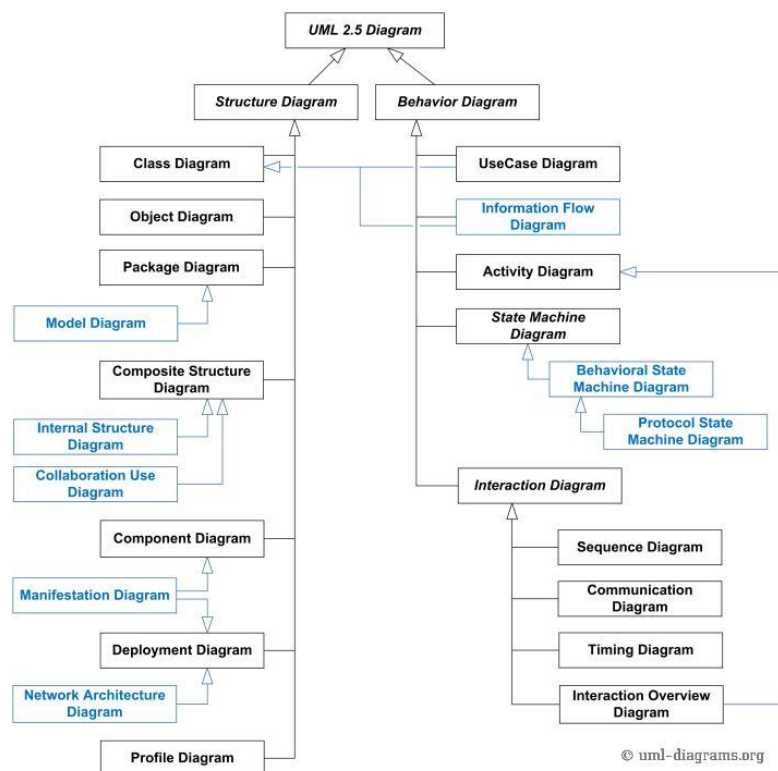 UML 2.5 Diagram
Structure Diagram
Behavior Diagram
Class Diagram
UseCase Diagram
Object Diagram
Information Flow
Diagram
Package Diagram
Activity Diagram
Model Diagram
State Machine
Diagram
Composite Structure
Diagram
Behavioral State
Machine Diagram
Internal Structure
Diagram
Protocol State
Machine Diagram
Collaboration Use
Diagram
Interaction Diagram
Component Diagram
Sequence Diagram
Manifestation Diagram
Communication
Diagram
Deployment Diagram
Timing Diagram
Network Architecture
Diagram
Interaction Overview
Diagram
Profile Diagram
© uml-diagrams.org